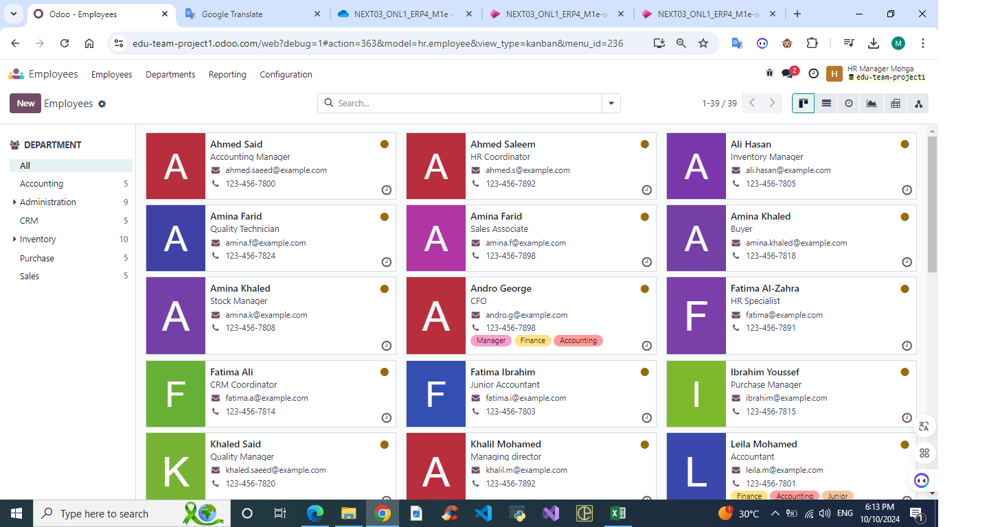 Odoo - Employees
Google Translate
NEXT03_ONL1_ERP4_M1e -
NEXT03_ONL1_ERP4_M1e-se
NEXT03_ONL1_ERP4_M1e-se
edu-team-project1.odoo.com/web?debug=1#action=363&model=hr.employee&view_type=kanban&menu_id=236
M
Employees Employees Departments Reporting Configuration
2
H
HR Manager Mohga
edu-team-project1
New Employees
Search...
1-39 / 39
DEPARTMENT
All
Accounting 5
Administration 9
CRM 5
Inventory 10
Purchase 5
Sales 5
A
Ahmed Said
Accounting Manager
ahmed.saeed@example.com
123-456-7800
A
Ahmed Saleem
HR Coordinator
ahmed.s@example.com
123-456-7892
A
Ali Hasan
Inventory Manager
ali.hasan@example.com
123-456-7805
A
Amina Farid
Quality Technician
amina.f@example.com
123-456-7824
A
Amina Farid
Sales Associate
amina.f@example.com
123-456-7898
A
Amina Khaled
Buyer
amina.khaled@example.com
123-456-7818
A
Amina Khaled
Stock Manager
amina.k@example.com
123-456-7808
A
Andro George
CFO
andro.g@example.com
123-456-7898
Manager Finance Accounting
F
Fatima Al-Zahra
HR Specialist
fatima@example.com
123-456-7891
F
Fatima Ali
CRM Coordinator
fatima.a@example.com
123-456-7814
F
Fatima Ibrahim
Junior Accountant
fatima.i@example.com
123-456-7803
I
Ibrahim Youssef
Purchase Manager
ibrahim@example.com
123-456-7815
K
Khaled Said
Quality Manager
khaled.saeed@example.com
123-456-7820
A
Khalil Mohamed
Managing director
khalil.m@example.com
123-456-7892
L
Leila Mohamed
Accountant
leila.m@example.com
123-456-7801
Finance Accounting Junior
Type here to search
1
30°C
ENG
6:13 PM
10/10/2024
1